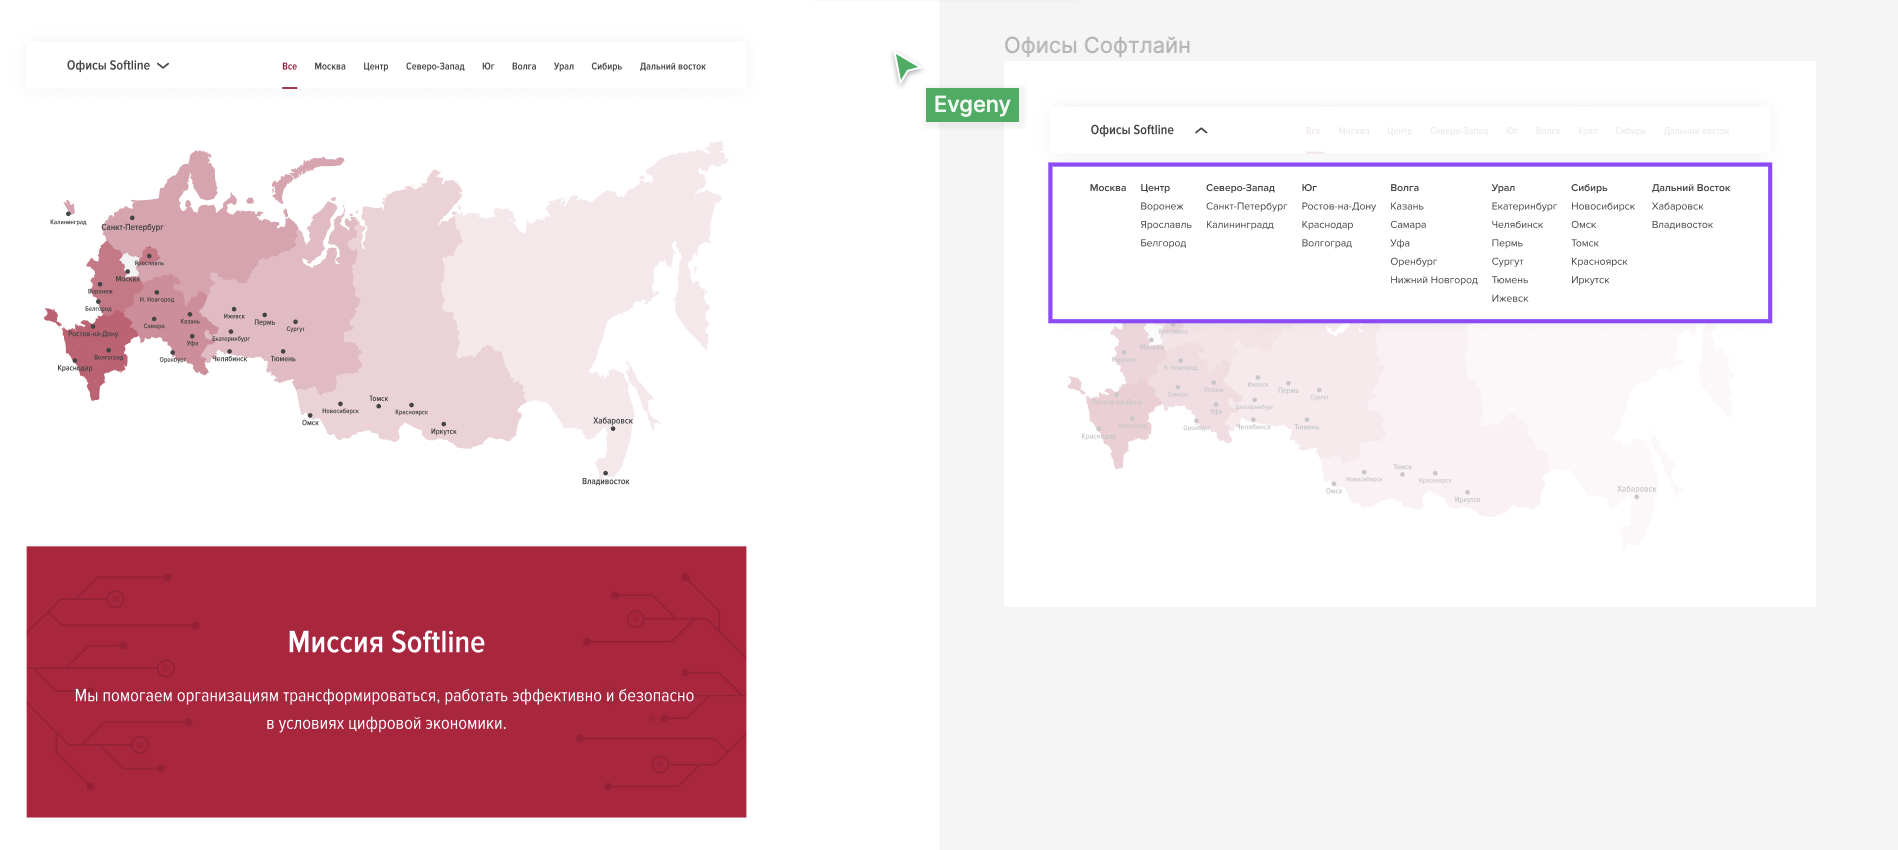 Офисы Softline
Все Москва Центр Северо-Запад Юг Волга Урал Сибирь Дальний восток
Калининград
Санкт-Петербург
Ярославль
Москва
Воронеж
Н. Новгород
Белгород
Ижевск
Казань
Самара
Пермь
Сургут
Ростов-на-Дону
Екатеринбург
Уфа
Волгоград
Оренбург
Челябинск
Тюмень
Краснодар
Томск
Новосибирск
Красноярск
Омск
Иркутск
Хабаровск
Владивосток
Миссия Softline
Мы помогаем организациям трансформироваться, работать эффективно и безопасно
в условиях цифровой экономики.
Evgeny
Офисы Софтлайн
Офисы Softline
Все Москва Центр Северо-Запад Юг Волга Урал Сибирь Дальний восток
Москва
Центр
Воронеж
Ярославль
Белгород
Северо-Запад
Санкт-Петербург
Калининградд
Юг
Ростов-на-Дону
Краснодар
Волгоград
Волга
Казань
Самара
Уфа
Оренбург
Нижний Новгород
Урал
Екатеринбург
Челябинск
Пермь
Сургут
Тюмень
Ижевск
Сибирь
Новосибирск
Омск
Томск
Красноярск
Иркутск
Дальний Восток
Хабаровск
Владивосток
Ярославль
Москва
Воронеж
Н. Новгород
Ижевск
Казань
Самара
Пермь
Сургут
Ростов-на-Дону
Екатеринбург
Уфа
Волгоград
Оренбург
Челябинск
Тюмень
Краснодар
Томск
Новосибирск
Красноярск
Омск
Иркутск
Хабаровск